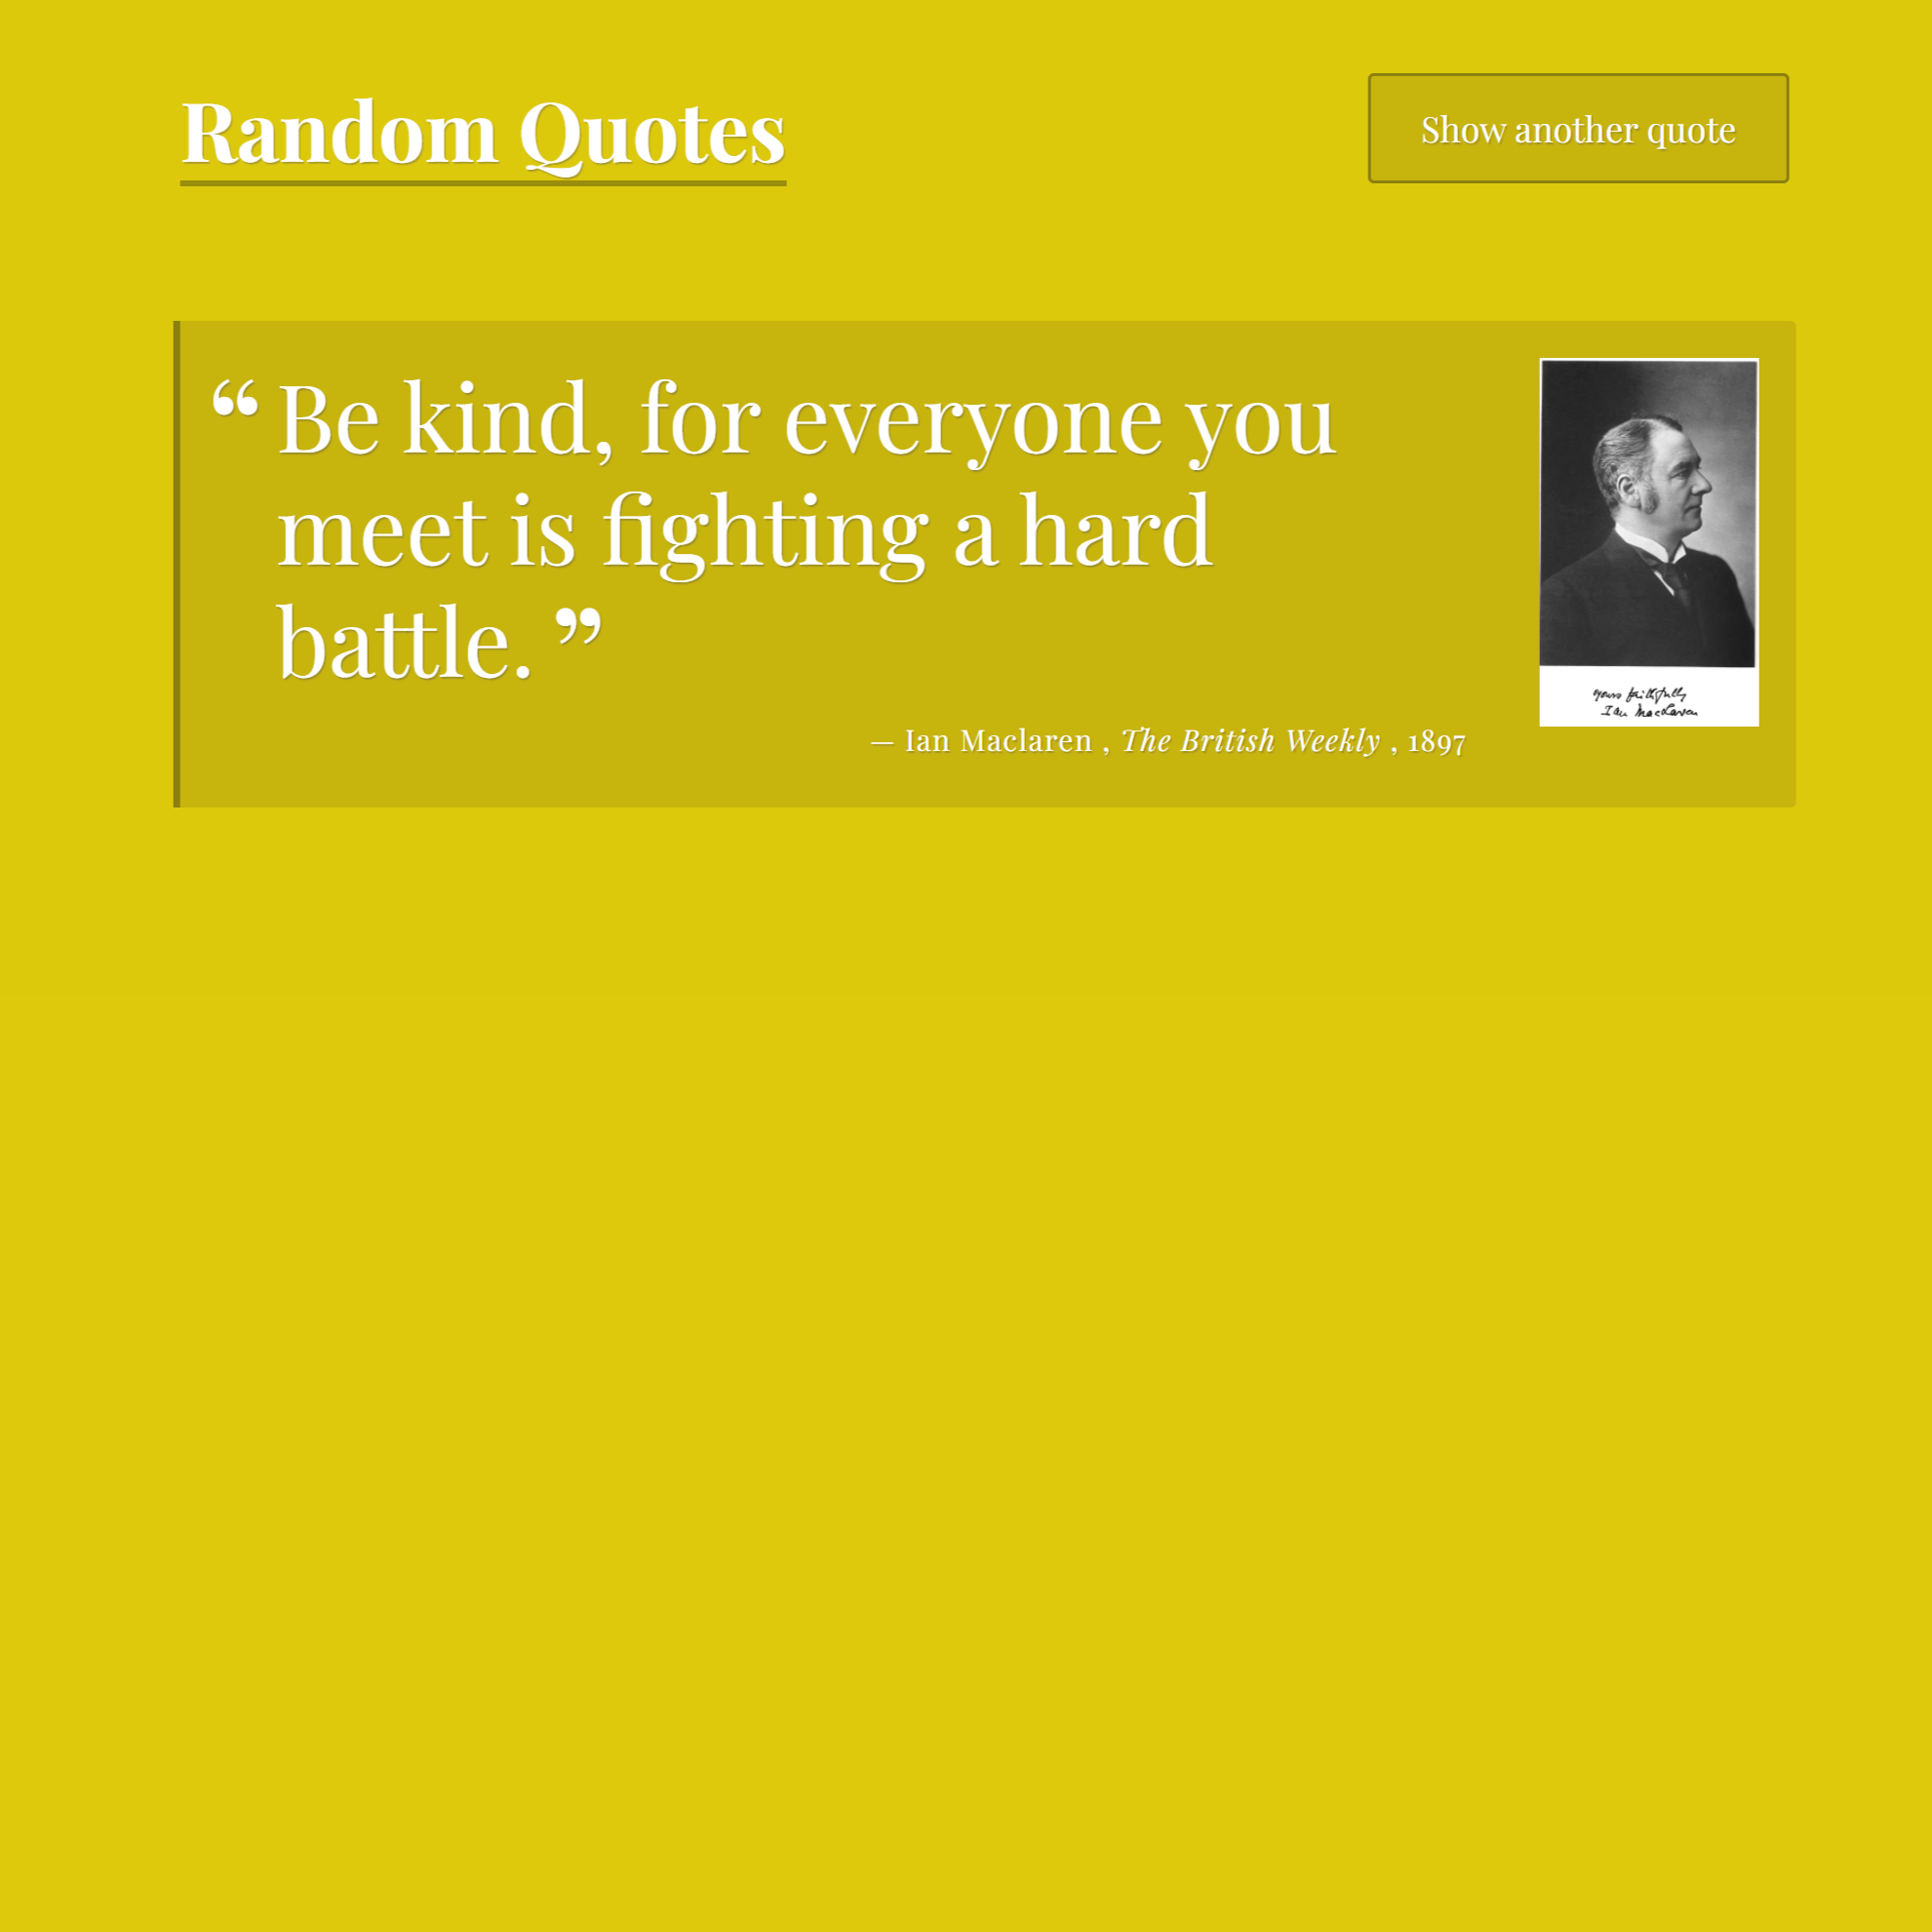 Random Quotes
Show another quote
“ Be kind, for everyone you
meet is fighting a hard
battle. ”
— Ian Maclaren , The British Weekly , 1897
yours faithfully
Ian Maclaren